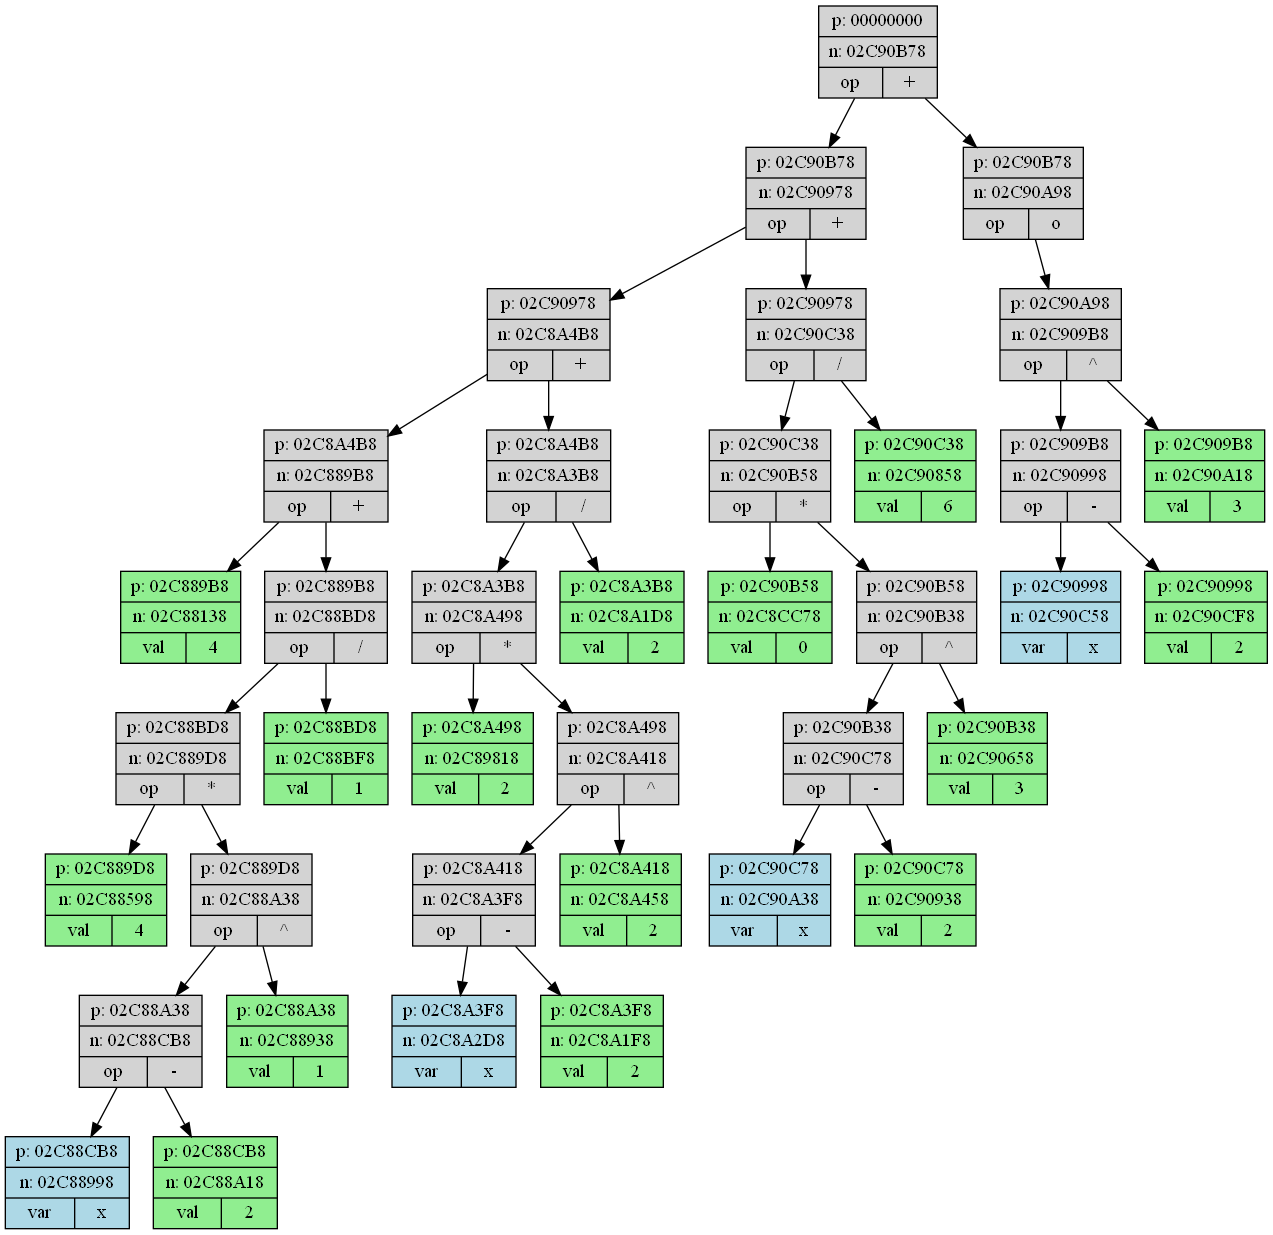 p: 00000000
n: 02C90B78
op +
p: 02C90B78
n: 02C90978
op +
p: 02C90B78
n: 02C90A98
op o
p: 02C90978
n: 02C8A4B8
op +
p: 02C90978
n: 02C90C38
op /
p: 02C90A98
n: 02C909B8
op ^
p: 02C8A4B8
n: 02C889B8
op +
p: 02C8A4B8
n: 02C8A3B8
op /
p: 02C90C38
n: 02C90B58
op *
p: 02C90C38
n: 02C90858
val 6
p: 02C909B8
n: 02C90998
op -
p: 02C909B8
n: 02C90A18
val 3
p: 02C889B8
n: 02C88138
val 4
p: 02C889B8
n: 02C88BD8
op /
p: 02C8A3B8
n: 02C8A498
op *
p: 02C8A3B8
n: 02C8A1D8
val 2
p: 02C90B58
n: 02C8CC78
val 0
p: 02C90B58
n: 02C90B38
op ^
p: 02C90998
n: 02C90C58
var x
p: 02C90998
n: 02C90CF8
val 2
p: 02C88BD8
n: 02C889D8
op *
p: 02C88BD8
n: 02C88BF8
val 1
p: 02C8A498
n: 02C89818
val 2
p: 02C8A498
n: 02C8A418
op ^
p: 02C90B38
n: 02C90C78
op -
p: 02C90B38
n: 02C90658
val 3
p: 02C889D8
n: 02C88598
val 4
p: 02C889D8
n: 02C88A38
op ^
p: 02C8A418
n: 02C8A3F8
op -
p: 02C8A418
n: 02C8A458
val 2
p: 02C90C78
n: 02C90A38
var x
p: 02C90C78
n: 02C90938
val 2
p: 02C88A38
n: 02C88CB8
op -
p: 02C88A38
n: 02C88938
val 1
p: 02C8A3F8
n: 02C8A2D8
var x
p: 02C8A3F8
n: 02C8A1F8
val 2
p: 02C88CB8
n: 02C88998
var x
p: 02C88CB8
n: 02C88A18
val 2